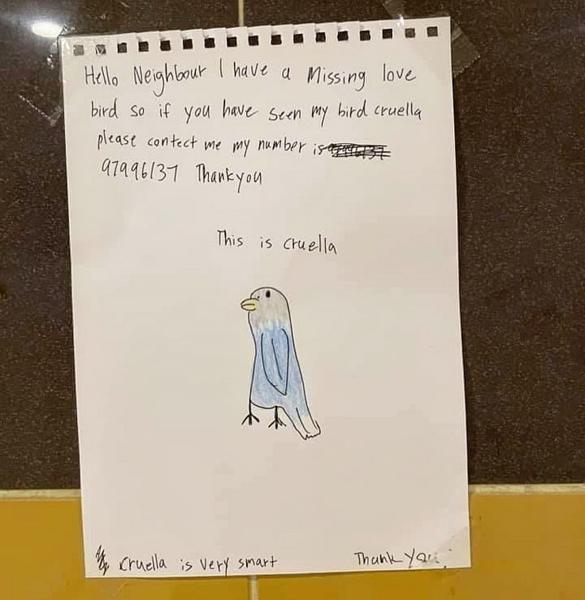 Hello Neighbour I have a Missing love
bird so if you have seen my bird cruella
please contect me my number is
97996137 Thankyou
This is cruella
Cruella is very smart
Thank You